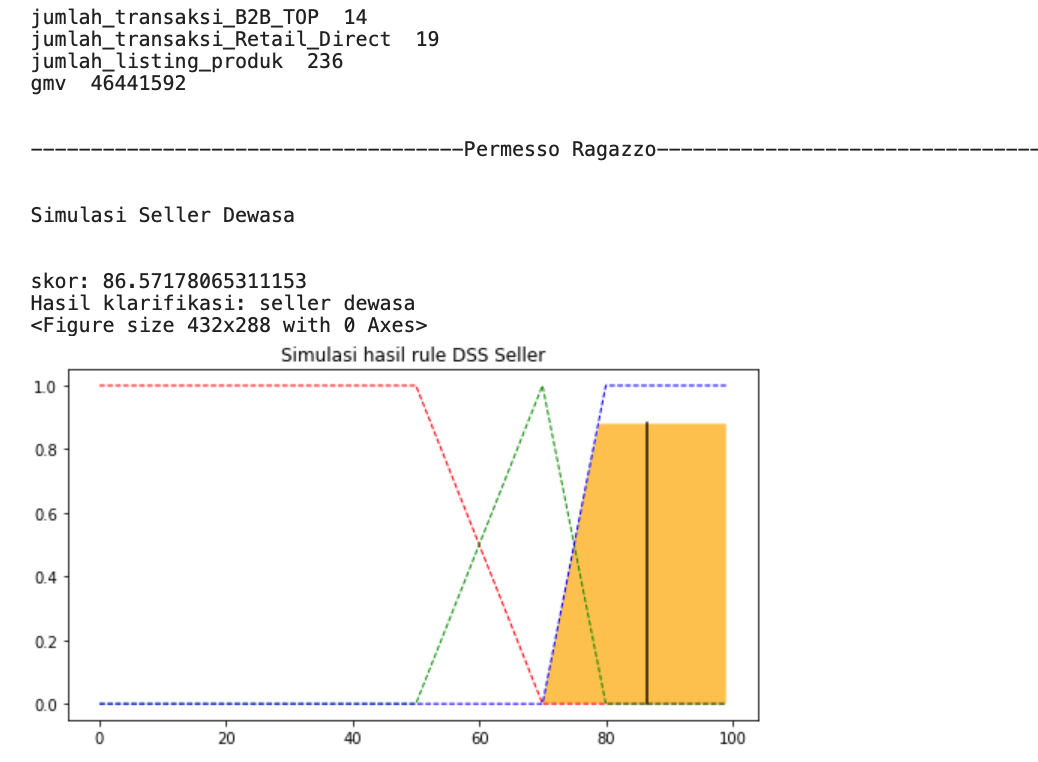 jumlah_transaksi_B2B_TOP  14
jumlah_transaksi_Retail_Direct  19
jumlah_listing_produk  236
gmv  46441592
------------------------------------Permesso Ragazzo--------------------------------
Simulasi Seller Dewasa
skor: 86.57178065311153
Hasil klarifikasi: seller dewasa
<Figure size 432x288 with 0 Axes>
Simulasi hasil rule DSS Seller
1.0
0.8
0.6
0.4
0.2
0.0
0 20 40 60 80 100